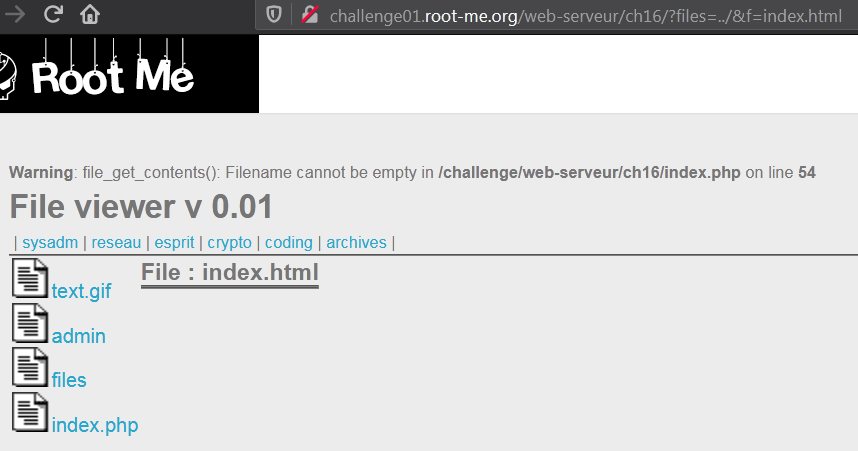 challenge01.root-me.org/web-serveur/ch16/?files=../&f=index.html
Root Me
Warning: file_get_contents(): Filename cannot be empty in /challenge/web-serveur/ch16/index.php on line 54
File viewer v 0.01
| sysadm | reseau | esprit | crypto | coding | archives |
File : index.html
text.gif
admin
files
index.php